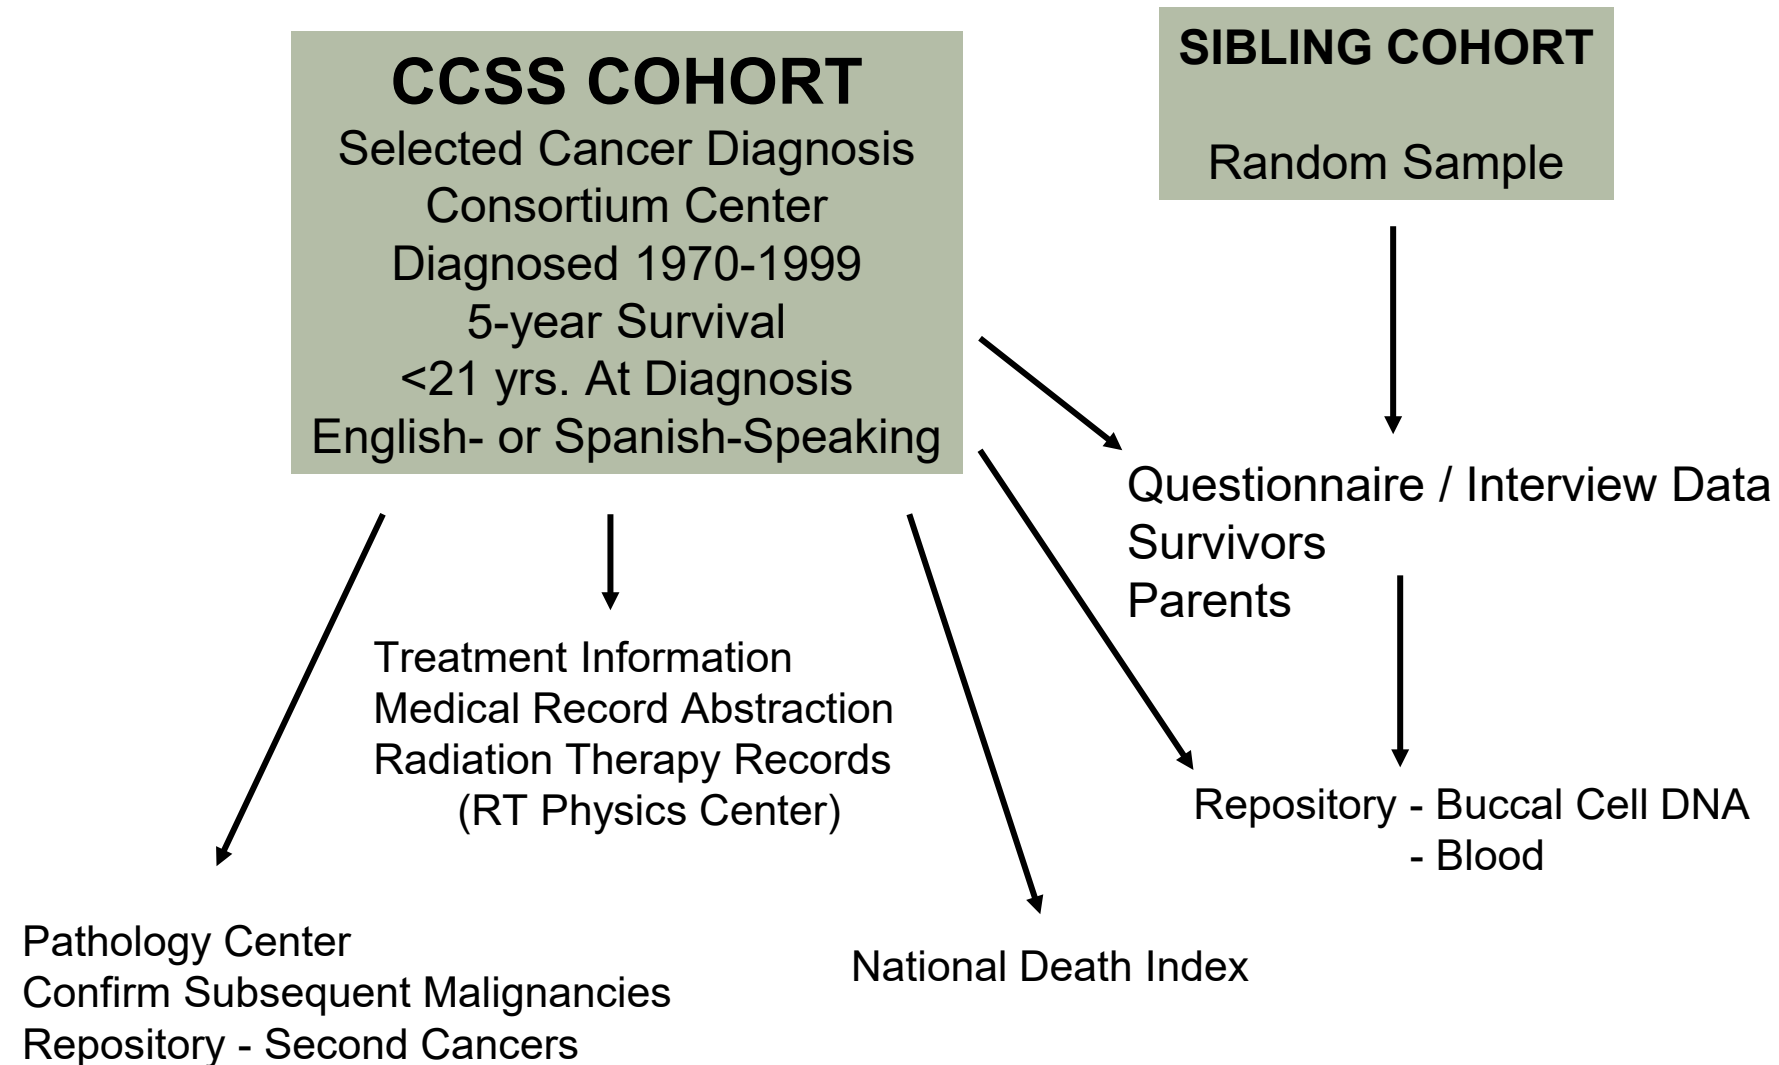 CCSS COHORT
Selected Cancer Diagnosis
Consortium Center
Diagnosed 1970-1999
5-year Survival
<21 yrs. At Diagnosis
English- or Spanish-Speaking
SIBLING COHORT
Random Sample
Questionnaire / Interview Data
Survivors
Parents
Treatment Information
Medical Record Abstraction
Radiation Therapy Records
(RT Physics Center)
Repository - Buccal Cell DNA
- Blood
Pathology Center
Confirm Subsequent Malignancies
Repository - Second Cancers
National Death Index